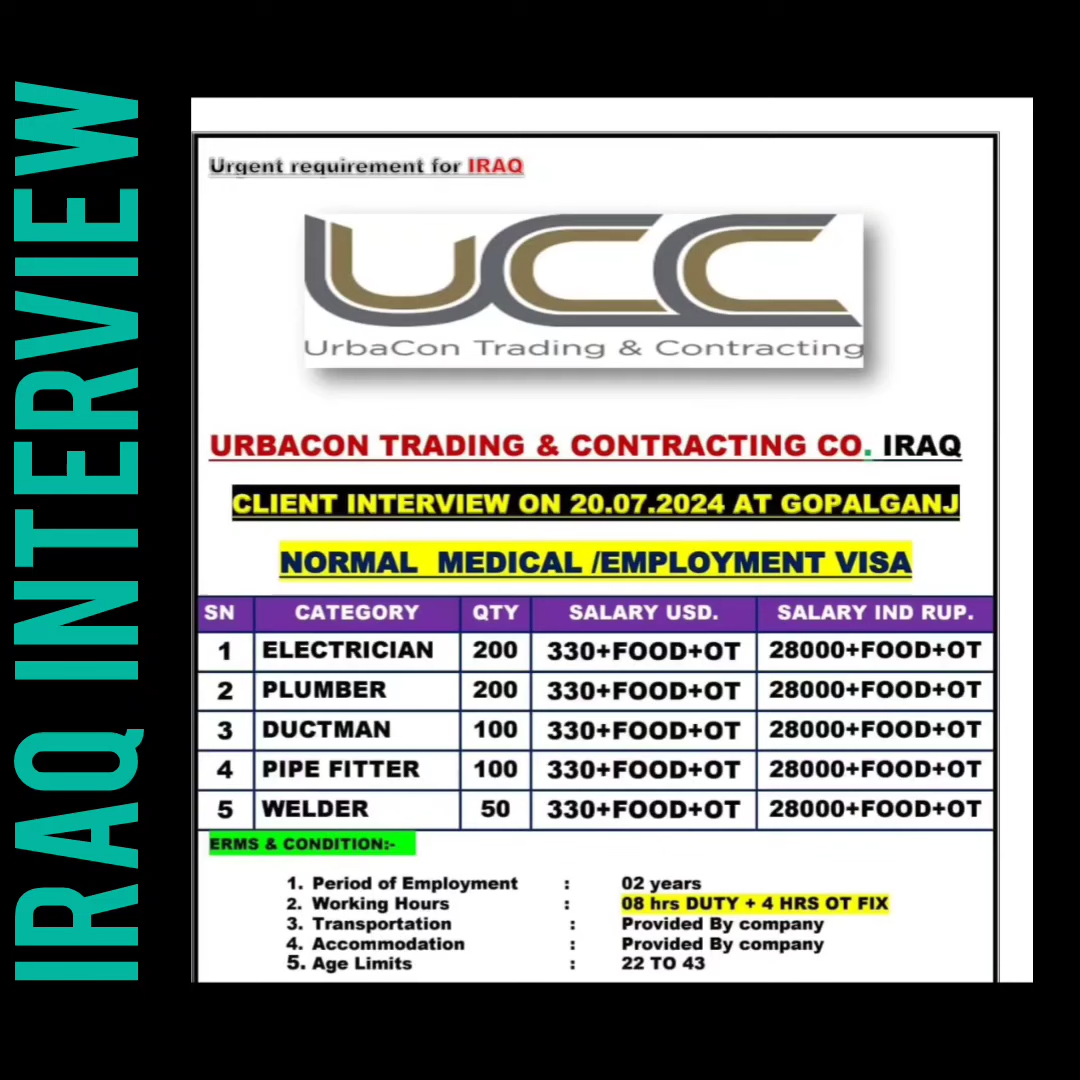 IRAQ INTERVIEW
Urgent requirement for IRAQ
UCC
UrbaCon Trading & Contracting
URBACON TRADING & CONTRACTING CO. IRAQ
CLIENT INTERVIEW ON 20.07.2024 AT GOPALGANJ
NORMAL MEDICAL /EMPLOYMENT VISA
SN CATEGORY QTY SALARY USD. SALARY IND RUP.
1 ELECTRICIAN 200 330+FOOD+OT 28000+FOOD+OT
2 PLUMBER 200 330+FOOD+OT 28000+FOOD+OT
3 DUCTMAN 100 330+FOOD+OT 28000+FOOD+OT
4 PIPE FITTER 100 330+FOOD+OT 28000+FOOD+OT
5 WELDER 50 330+FOOD+OT 28000+FOOD+OT
ERMS & CONDITION:-
1. Period of Employment : 02 years
2. Working Hours : 08 hrs DUTY + 4 HRS OT FIX
3. Transportation : Provided By company
4. Accommodation : Provided By company
5. Age Limits : 22 TO 43